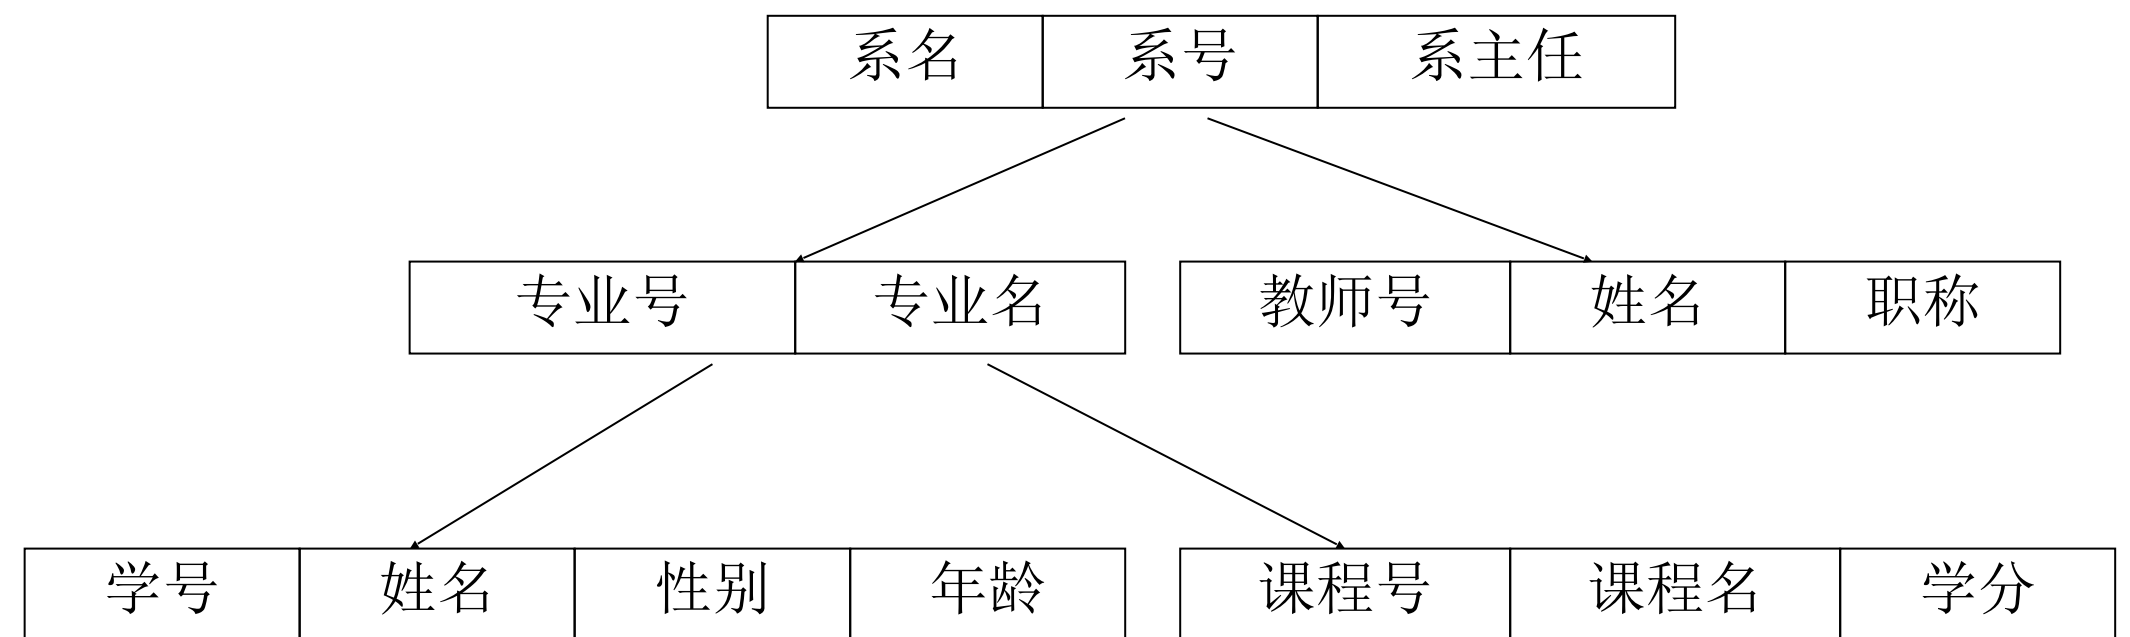 系名 系号 系主任
专业号 专业名 教师号 姓名 职称
学号 姓名 性别 年龄 课程号 课程名 学分